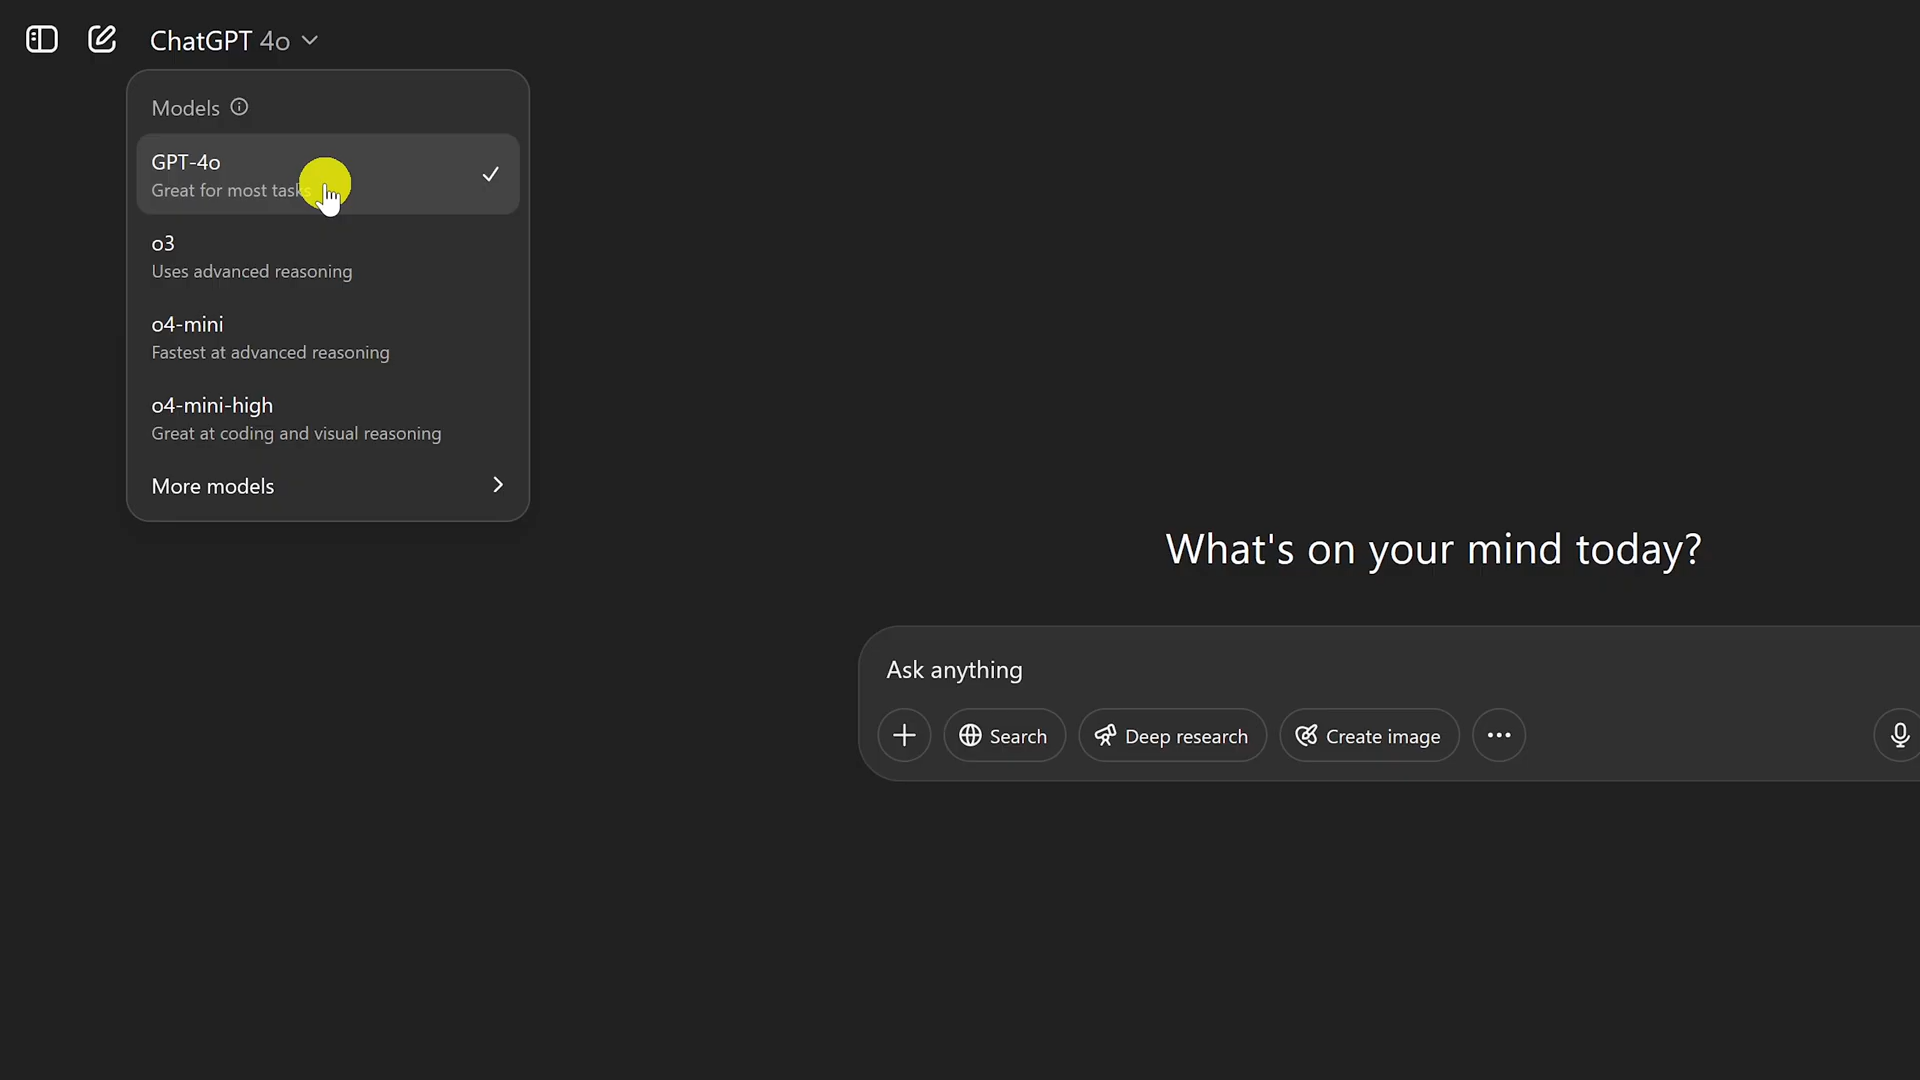 ChatGPT 4o
Models
GPT-4o
Great for most tasks
o3
Uses advanced reasoning
o4-mini
Fastest at advanced reasoning
o4-mini-high
Great at coding and visual reasoning
More models
What's on your mind today?
Ask anything
Search
Deep research
Create image